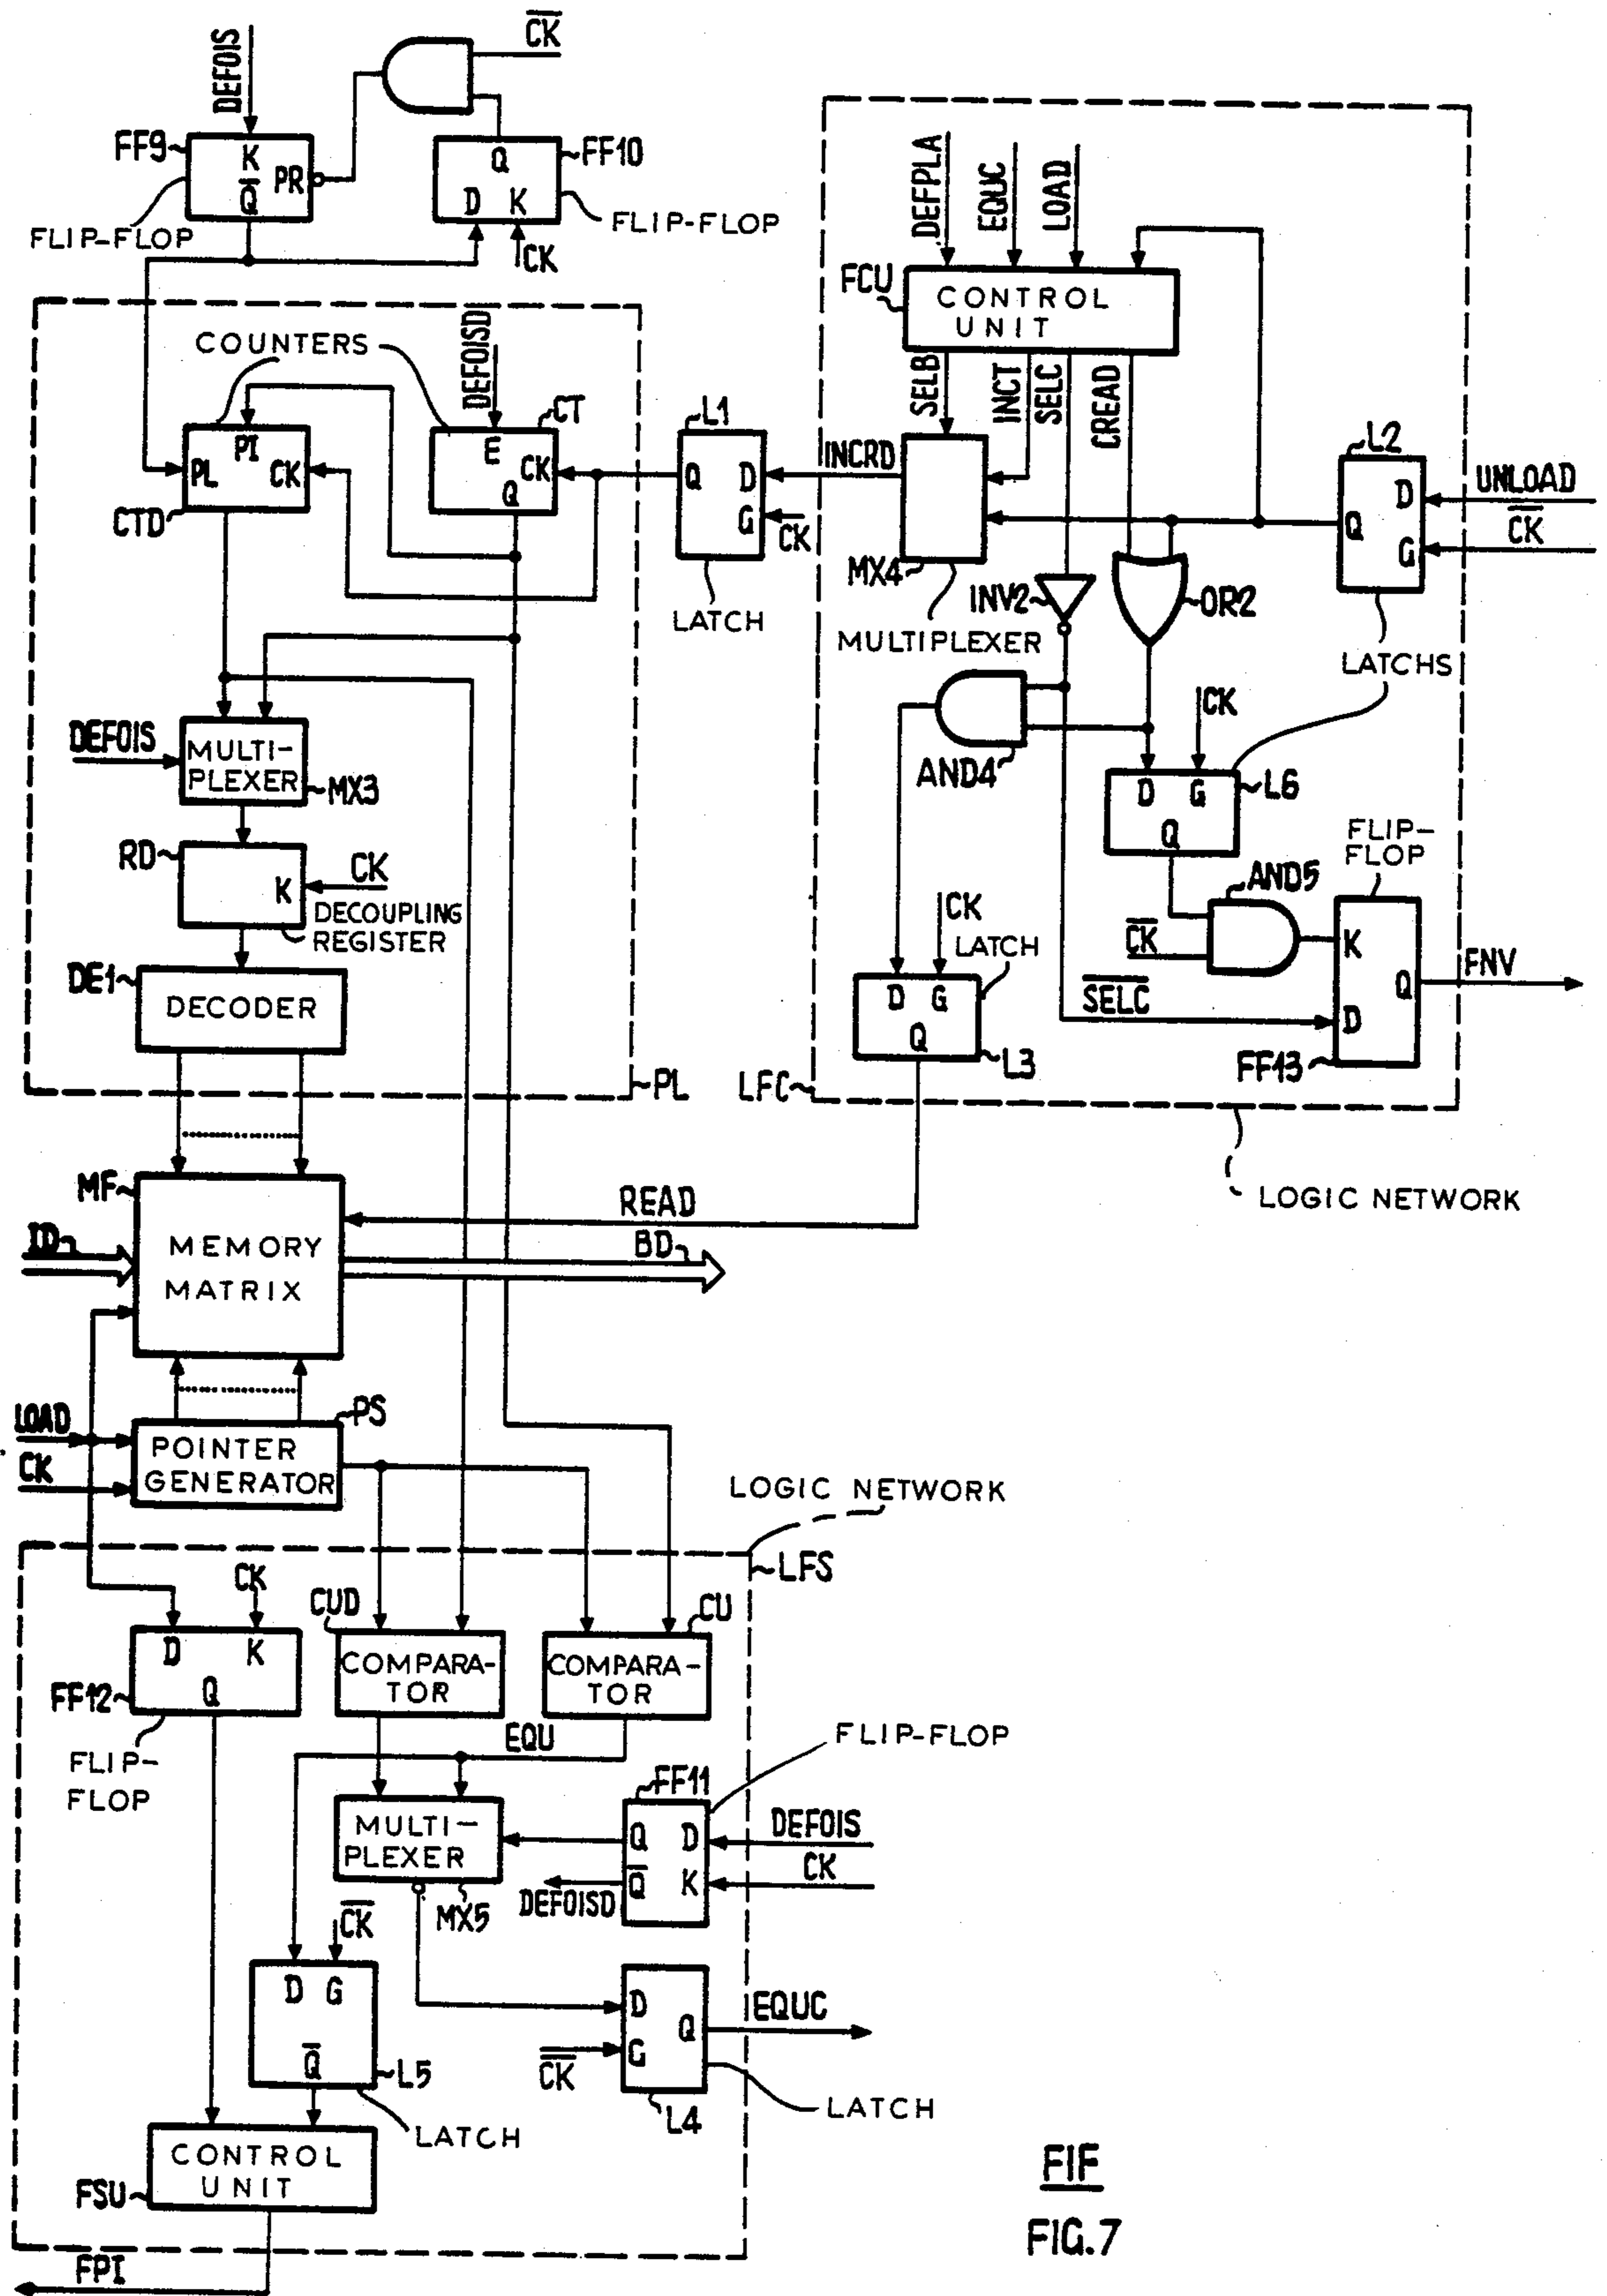 CK
DEFOIS
FF9
K
PR
Q
FLIP-FLOP
Q
FF10
D K
FLIP-FLOP
CK
DEFPLA
EQUC
LOAD
FCU
CONTROL
UNIT
SELB
INCT
SELC
CREAD
COUNTERS
DEFOISD
CT
PI
PL
CK
CTD
E
CK
Q
L1
Q
D
G
CK
LATCH
INCRD
MX4
MULTIPLEXER
INV2
OR2
L2
D
Q
G
UNLOAD
CK
LATCHS
AND4
CK
D G
L6
Q
FLIP-
FLOP
AND5
CK
K
Q
D
FNV
SELC
FF13
CK
LATCH
D G
Q
L3
LFC
LOGIC NETWORK
DEFOIS
MULTI-
PLEXER
MX3
RD
K
CK
DECOUPLING
REGISTER
DE1
DECODER
PL
MF
MEMORY
MATRIX
READ
BD
LOAD
CK
PS
POINTER
GENERATOR
LOGIC NETWORK
LFS
CK
D K
Q
FF12
FLIP-
FLOP
CUD
COMPARA-
TOR
CU
COMPARA-
TOR
EQU
FLIP-FLOP
FF11
Q D
Q K
DEFOIS
CK
DEFOISD
MULTI-
PLEXER
MX5
CK
D G
Q
L5
LATCH
D
Q
G
EQUC
CK
L4
LATCH
CONTROL
UNIT
FSU
FPI
FIF
FIG.7